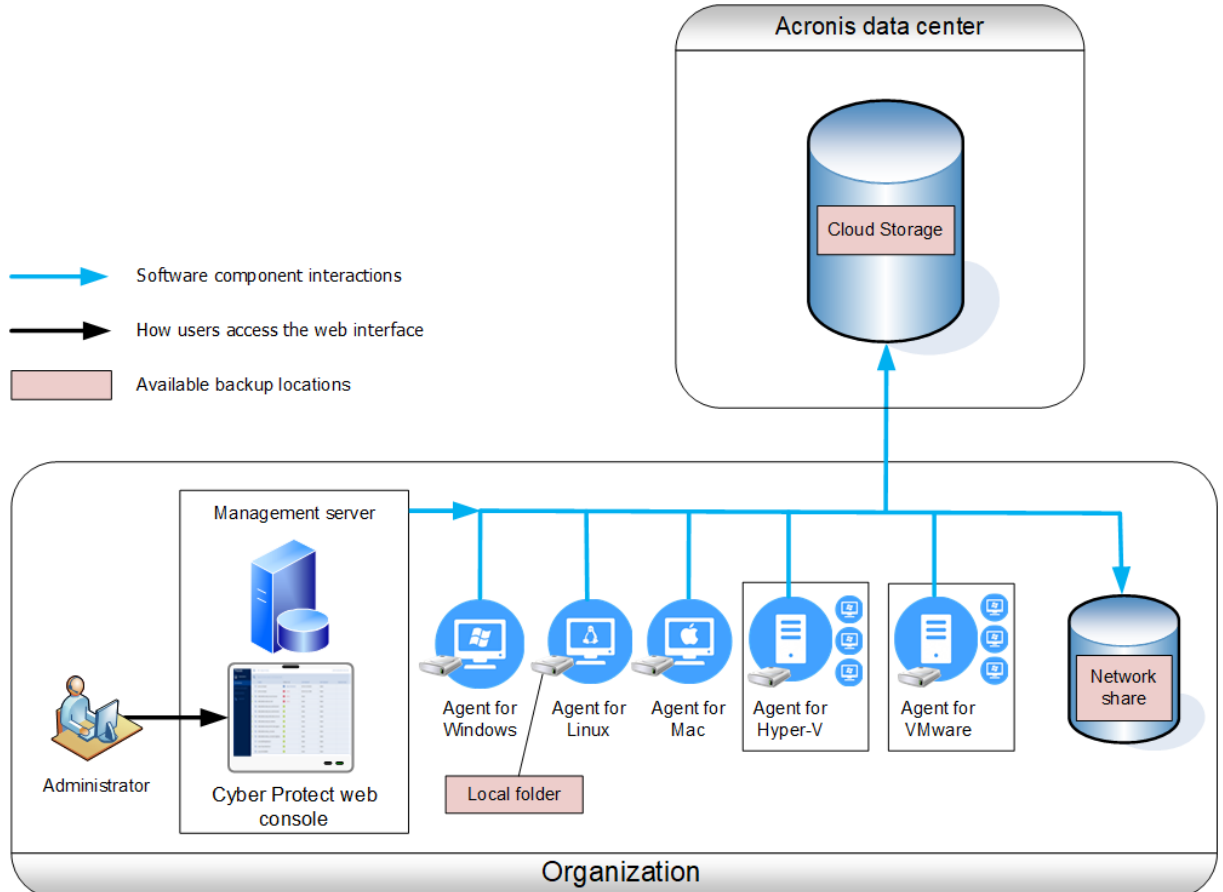 Acronis data center
Cloud Storage
Software component interactions
How users access the web interface
Available backup locations
Management server
Administrator
Cyber Protect web
console
Agent for
Windows
Agent for
Linux
Agent for
Mac
Agent for
Hyper-V
Agent for
VMware
Network
share
Local folder
Organization